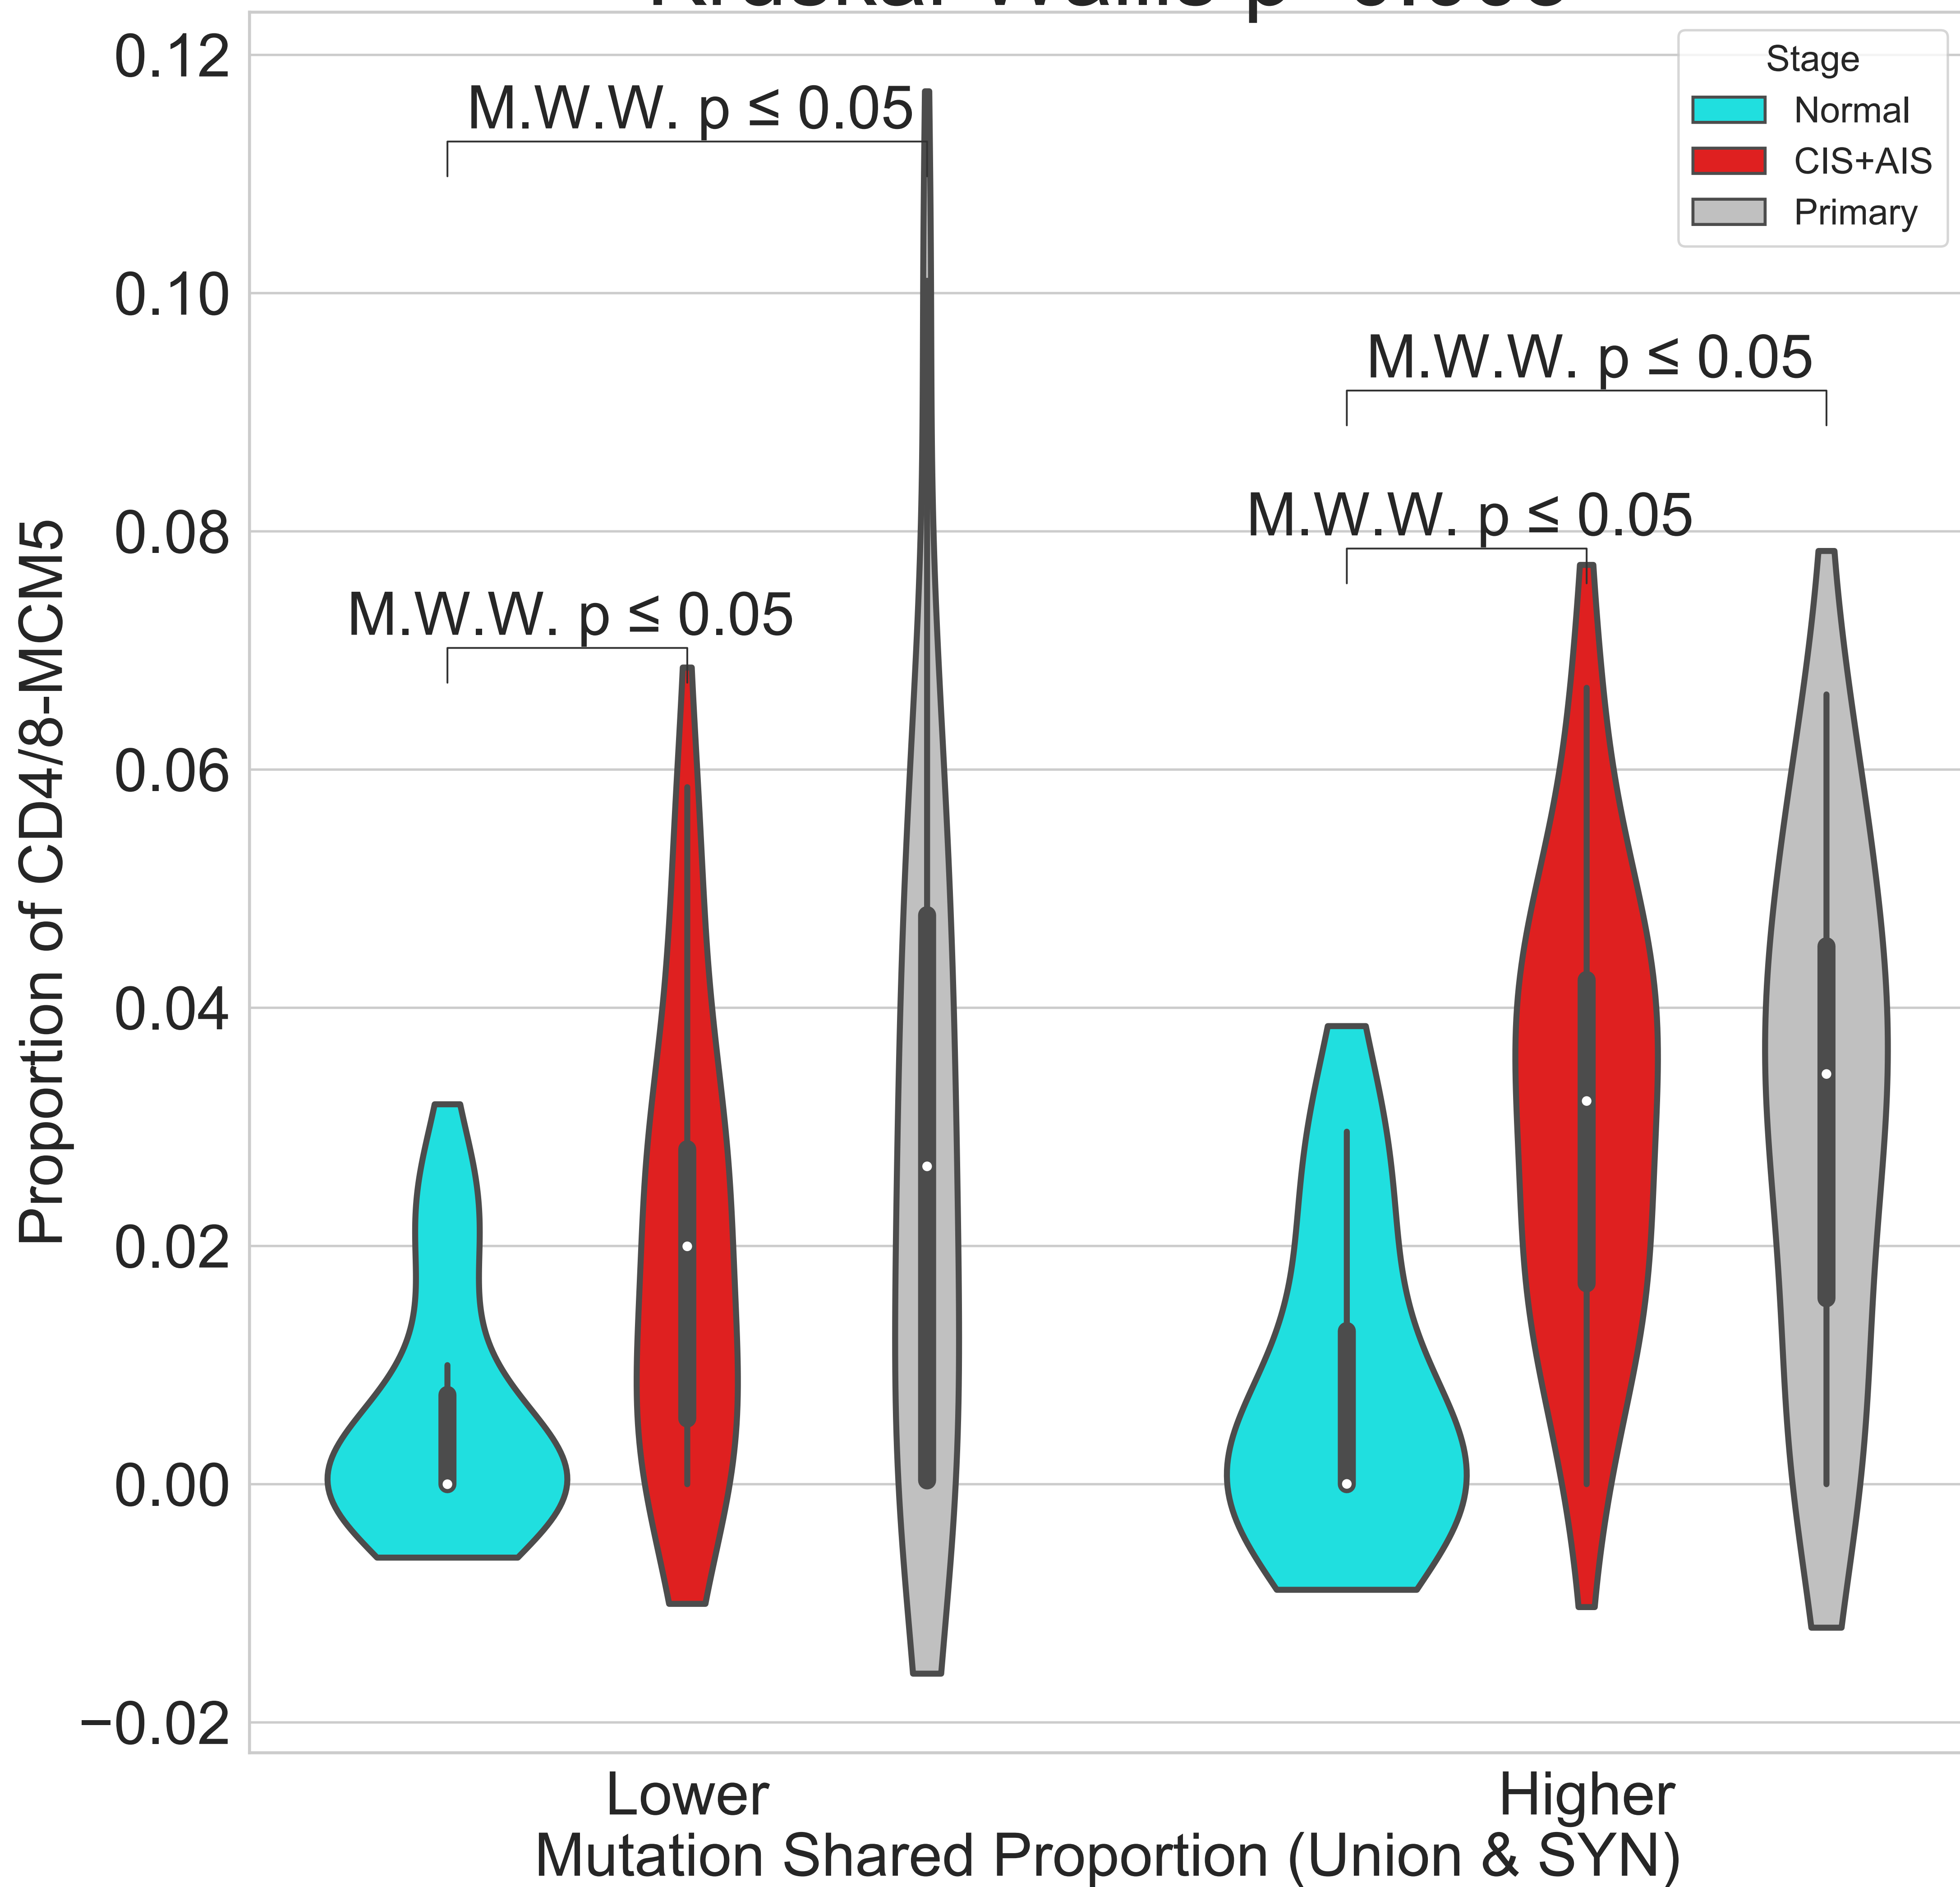 0.12
0.10
0.08
0.06
0.04
0.02
0.00
−0.02
Proportion of CD4/8-MCM5
M.W.W. p ≤ 0.05
M.W.W. p ≤ 0.05
M.W.W. p ≤ 0.05
M.W.W. p ≤ 0.05
Stage
Normal
CIS+AIS
Primary
Lower
Higher
Mutation Shared Proportion (Union & SYN)